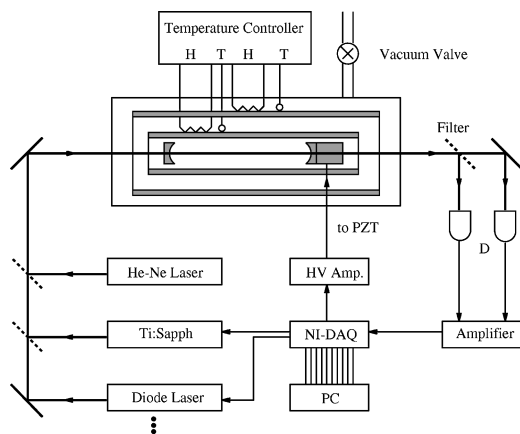 Temperature Controller
H T H T
Vacuum Valve
Filter
to PZT
D
He-Ne Laser
HV Amp.
Ti:Sapph
NI-DAQ
Amplifier
Diode Laser
PC